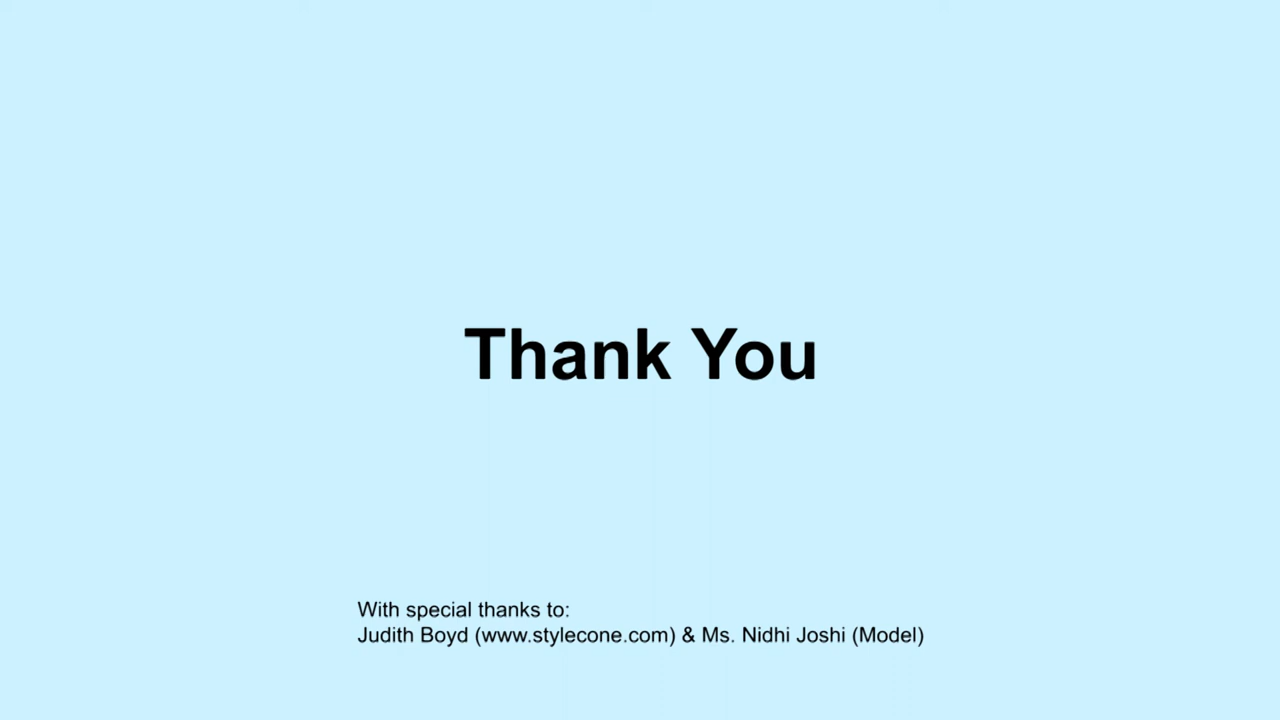 Thank You
With special thanks to:
Judith Boyd (www.stylecone.com) & Ms. Nidhi Joshi (Model)